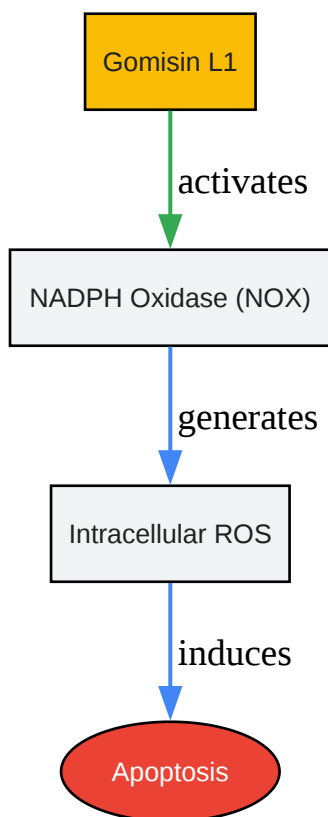 Gomisin L1
activates
NADPH Oxidase (NOX)
generates
Intracellular ROS
induces
Apoptosis